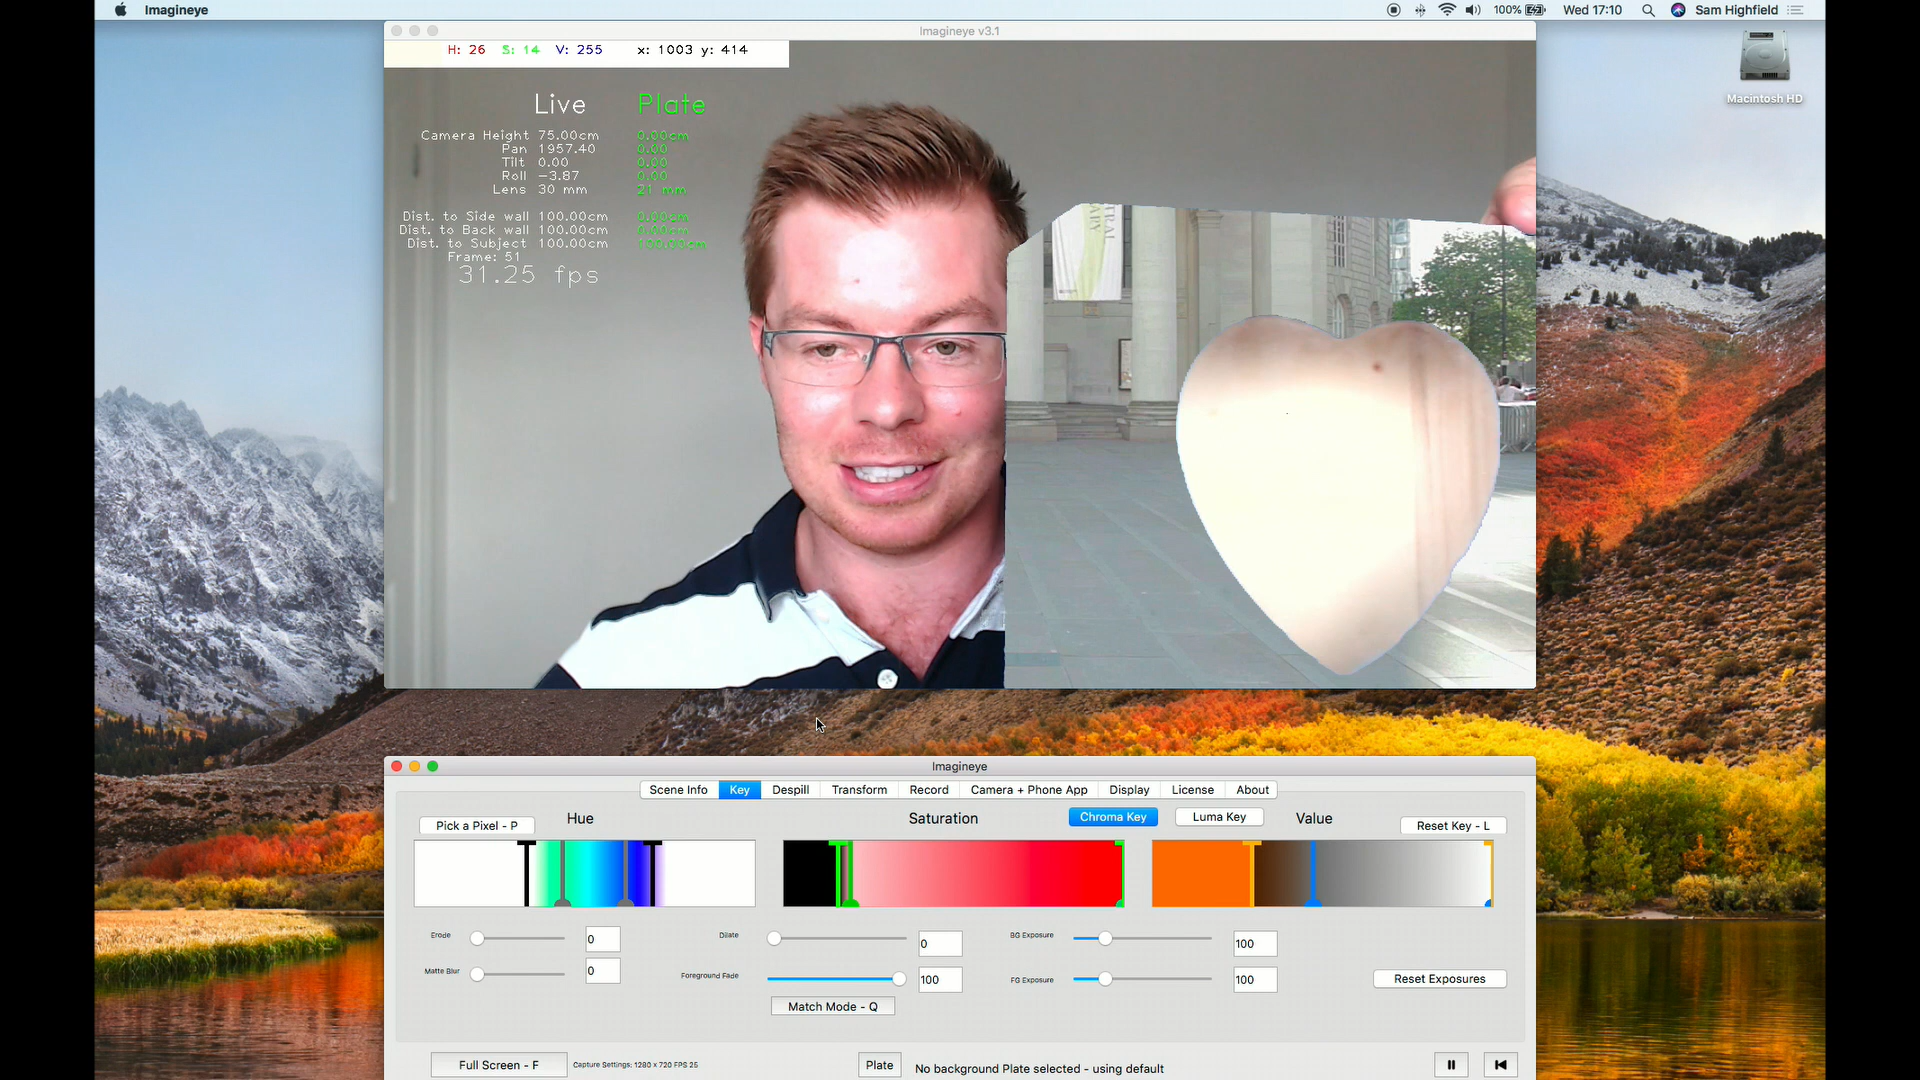 Imagineye
100%
Wed 17:10
Sam Highfield
Imagineye v3.1
Macintosh HD
H: 26 S: 14 V: 255 x: 1003 y: 414
Live Plate
Camera Height 75.00cm 0.00cm
Pan 1957.40 0.00
Tilt 0.00 0.00
Roll -3.87 0.00
Lens 30 mm 21 mm
Dist. to Side wall 100.00cm 0.00cm
Dist. to Back wall 100.00cm 0.00cm
Dist. to Subject 100.00cm 100.00cm
Frame: 51
31.25 fps
Imagineye
Scene Info Key Despill Transform Record Camera + Phone App Display License About
Pick a Pixel - P Hue Saturation Chroma Key Luma Key Value Reset Key - L
Erode 0 Dilate 0 BG Exposure 100
Matte Blur 0 Foreground Fade 100 FG Exposure 100 Reset Exposures
Match Mode - Q
Full Screen - F Capture Settings: 1280 x 720 FPS 25 Plate No background Plate selected - using default